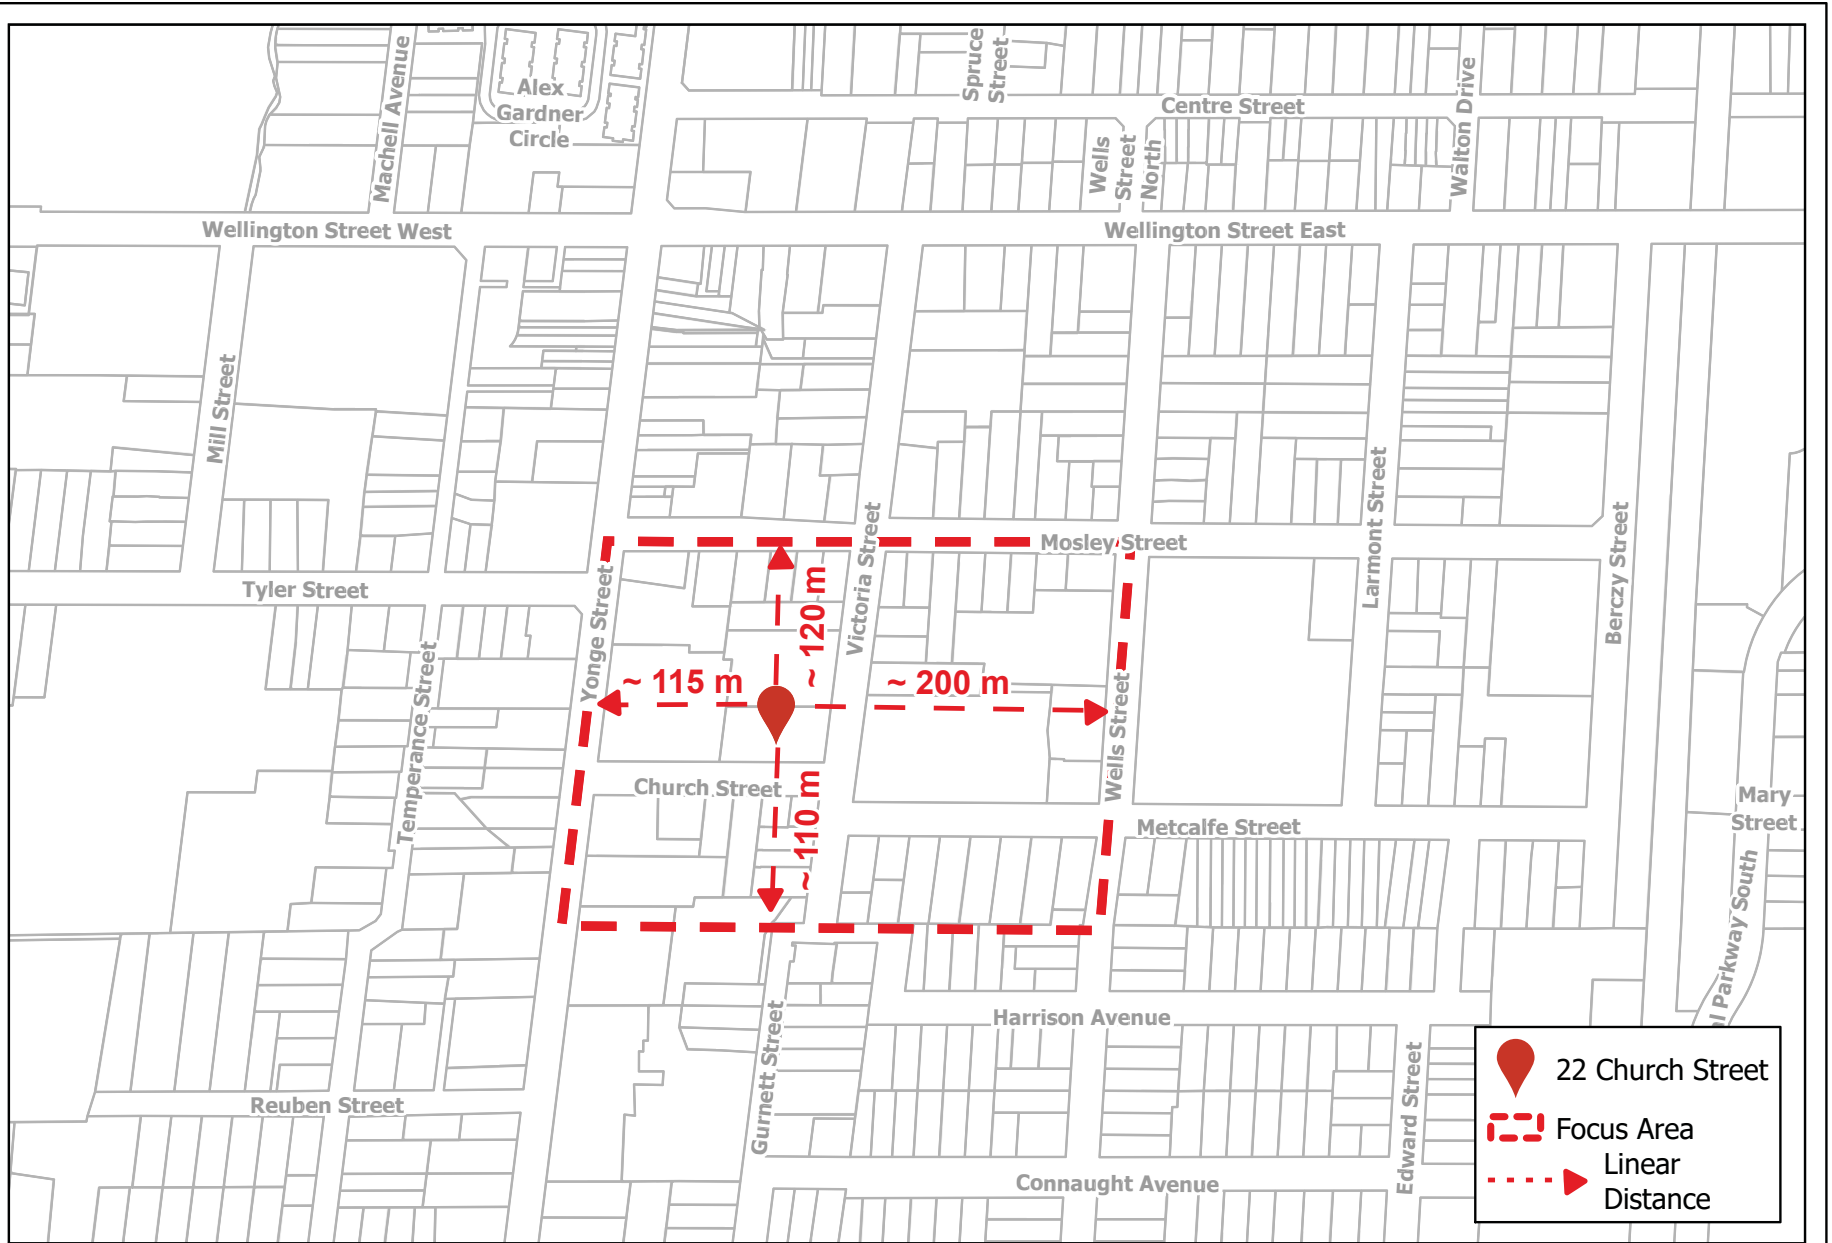 Spruce
Street
Machell Avenue
Alex
Gardner
Circle
Centre Street
Walton Drive
Wells
Street
North
Wellington Street West
Wellington Street East
Mill Street
Larmont Street
Berczy Street
Victoria Street
Mosley Street
Tyler Street
Yonge Street
~ 120 m
~ 115 m
~ 200 m
Wells Street
Temperance Street
Church Street
~ 110 m
Metcalfe Street
Mary
Street
al Parkway South
Harrison Avenue
Gurnett Street
Edward Street
Reuben Street
Connaught Avenue
22 Church Street
Focus Area
Linear
Distance